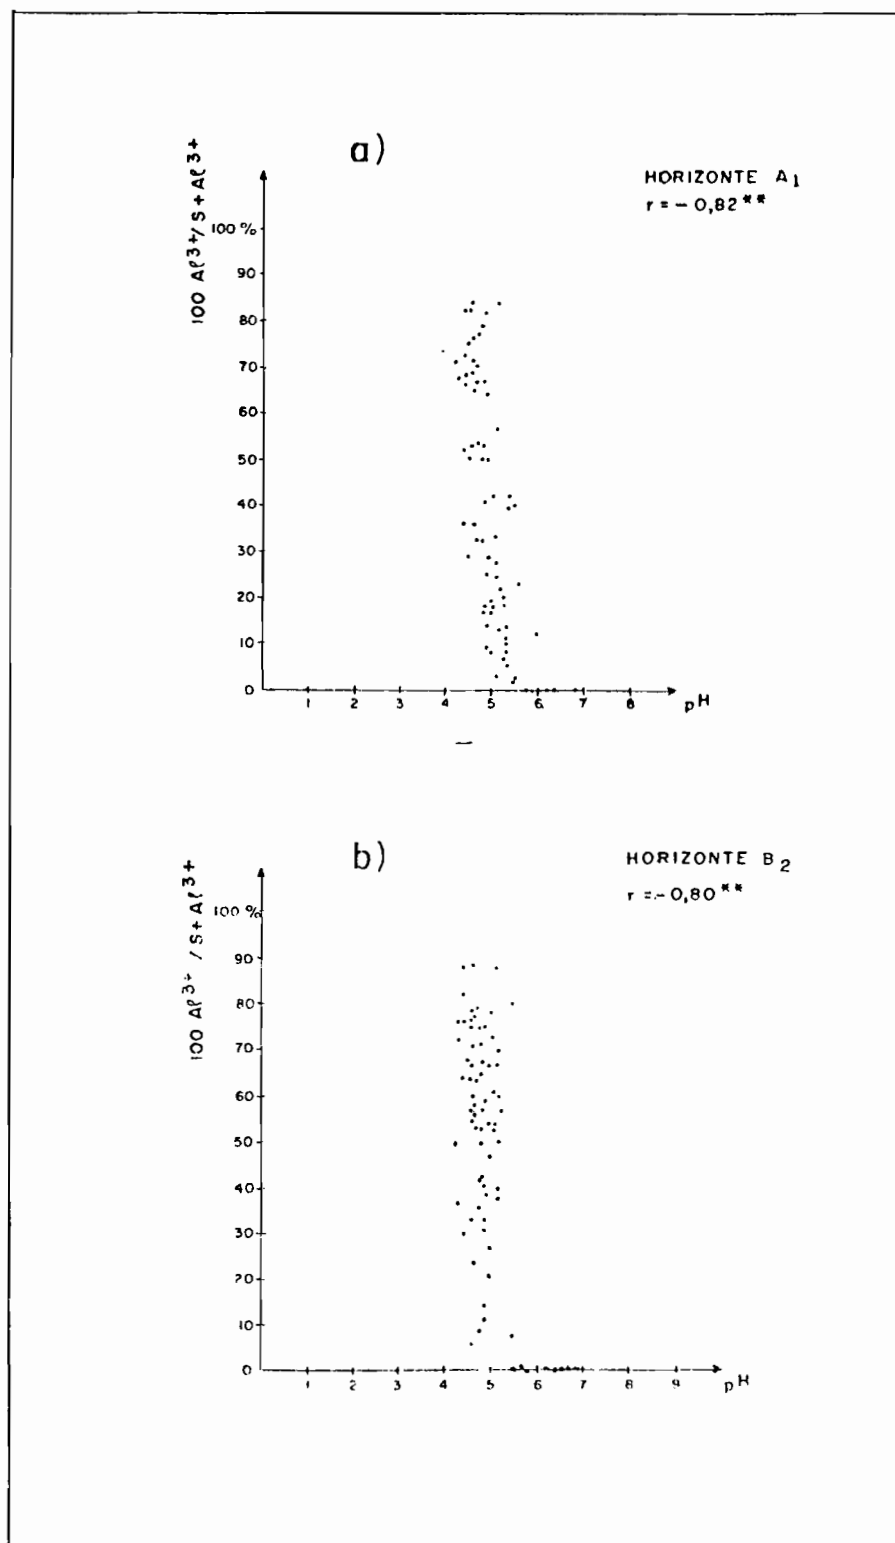 a)
HORIZONTE A1
r = - 0,82**
100 Aℓ3+/ S + Aℓ3+
100 %
90
80
70
60
50
40
30
20
10
0
1 2 3 4 5 6 7 8 pH
b)
HORIZONTE B2
r = - 0,80**
100 Aℓ3+ / S + Aℓ3+
100 %
90
80
70
60
50
40
30
20
10
0
1 2 3 4 5 6 7 8 9 pH